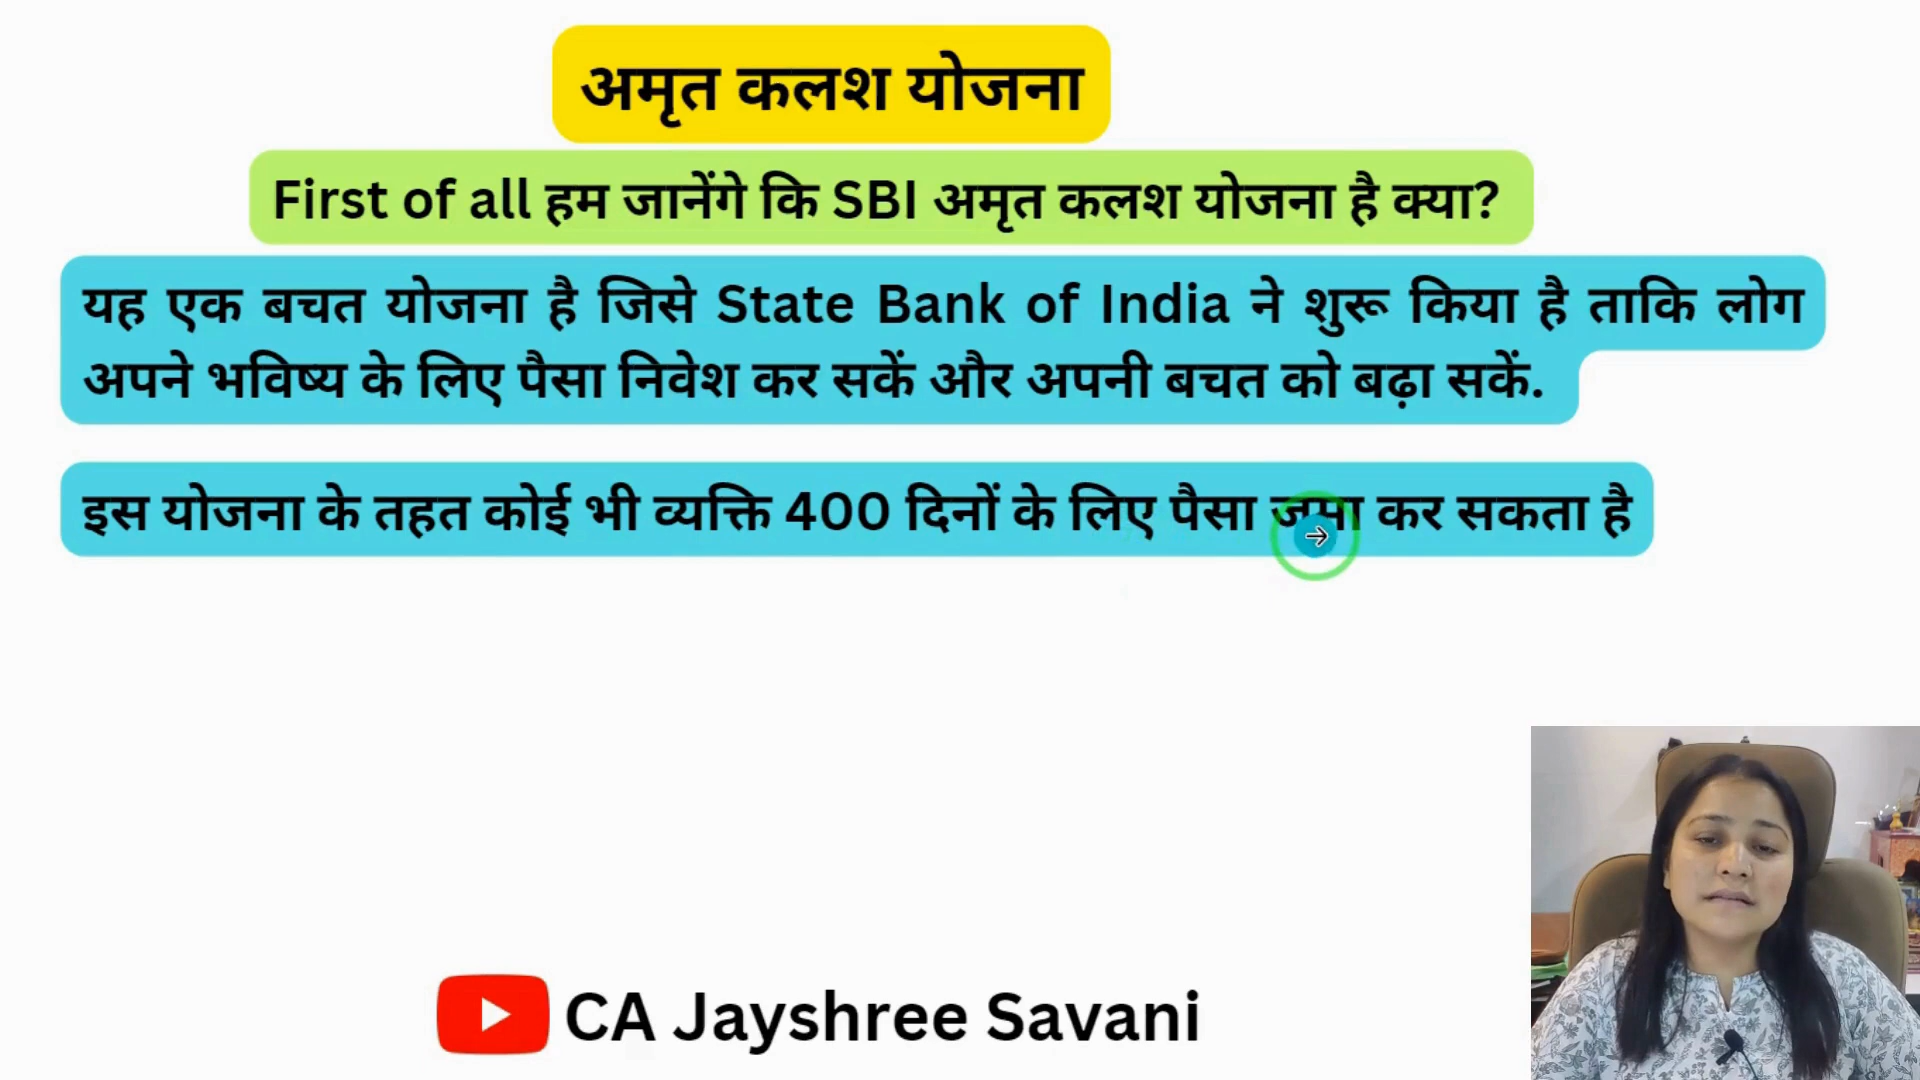 अमृत कलश योजना
First of all हम जानेंगे कि SBI अमृत कलश योजना है क्या?
यह एक बचत योजना है जिसे State Bank of India ने शुरू किया है ताकि लोग
अपने भविष्य के लिए पैसा निवेश कर सकें और अपनी बचत को बढ़ा सकें.
इस योजना के तहत कोई भी व्यक्ति 400 दिनों के लिए पैसा जमा कर सकता है
CA Jayshree Savani